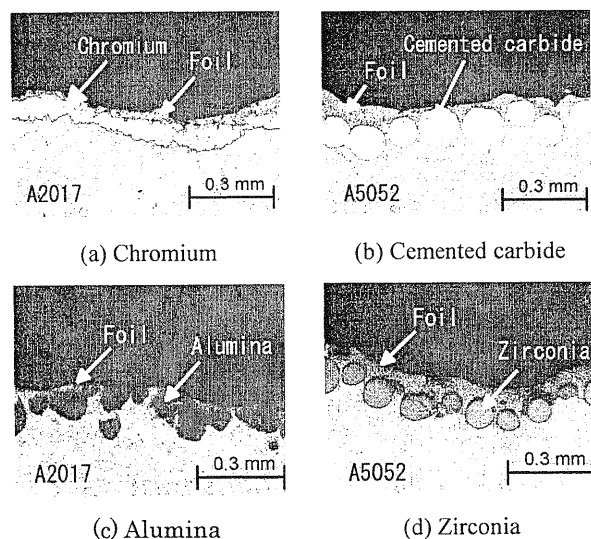 Chromium
Foil
A2017
0.3 mm
(a) Chromium
Cemented carbide
Foil
A5052
0.3 mm
(b) Cemented carbide
Foil
Alumina
A2017
0.3 mm
(c) Alumina
Foil
Zirconia
A5052
0.3 mm
(d) Zirconia